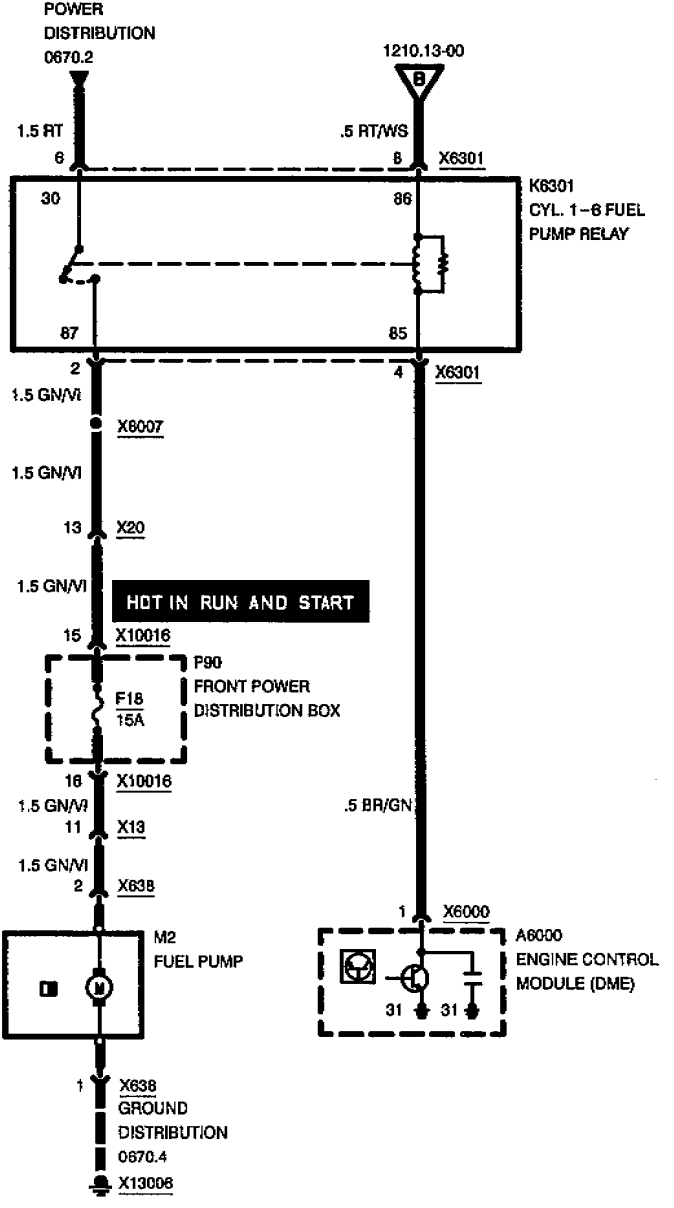 POWER
DISTRIBUTION
0670.2
1210.13-00
B
1.5 RT
.5 RT/WS
6
8
X6301
30
86
K6301
CYL. 1-6 FUEL
PUMP RELAY
87
85
2
4
X6301
1.5 GN/VI
X6007
1.5 GN/VI
13
X20
1.5 GN/VI
HOT IN RUN AND START
15
X10016
P90
FRONT POWER
DISTRIBUTION BOX
F18
15A
16
X10016
1.5 GN/VI
.5 BR/GN
11
X13
1.5 GN/VI
2
X638
1
X6000
M2
FUEL PUMP
A6000
ENGINE CONTROL
MODULE (DME)
M
31
31
1
X638
GROUND
DISTRIBUTION
0670.4
X13006